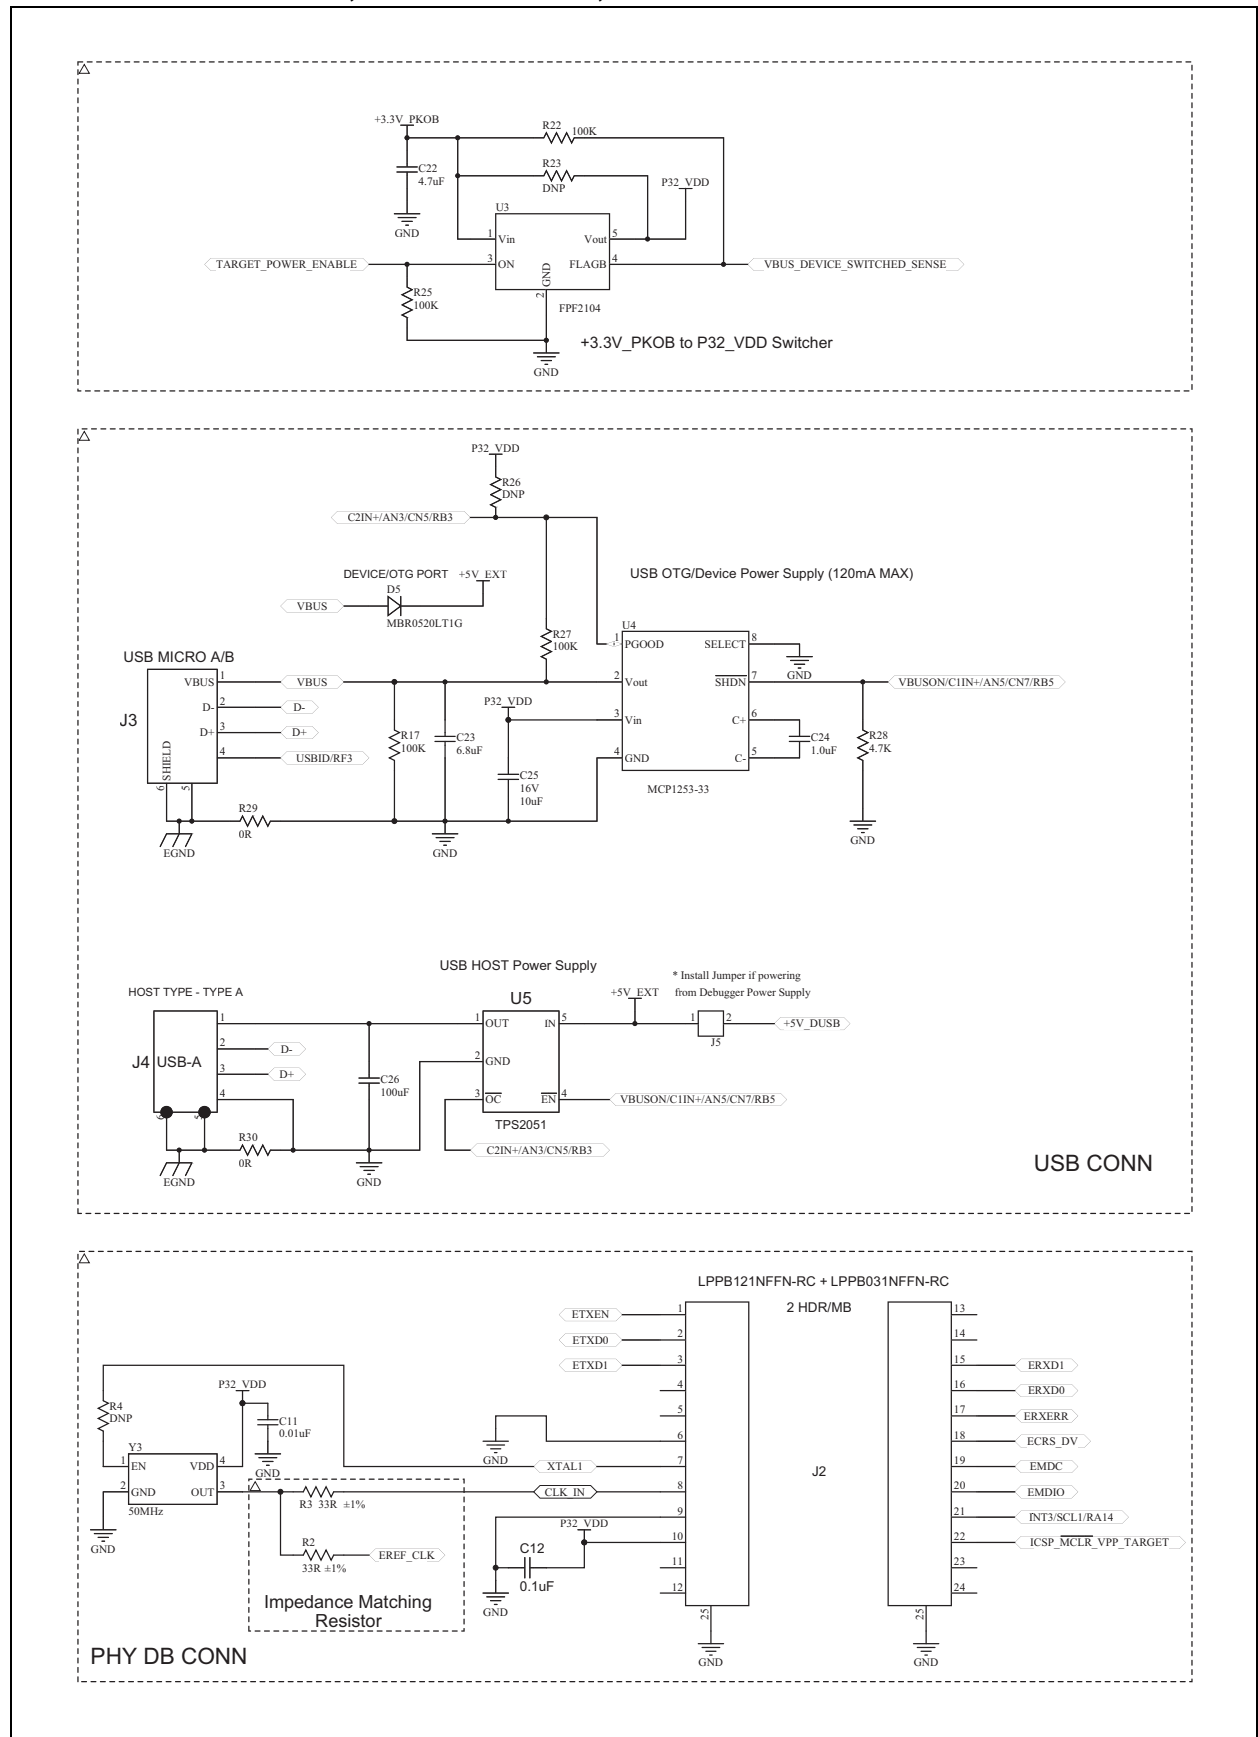 +3.3V_PKOB
R22
100K
C22
4.7uF
R23
DNP
P32_VDD
GND
U3
1
Vin
Vout
5
TARGET_POWER_ENABLE
3
ON
FLAGB
4
VBUS_DEVICE_SWITCHED_SENSE
GND
2
R25
100K
FPF2104
GND
+3.3V_PKOB to P32_VDD Switcher
P32_VDD
R26
DNP
C2IN+/AN3/CN5/RB3
DEVICE/OTG PORT
+5V_EXT
USB OTG/Device Power Supply (120mA MAX)
VBUS
D5
MBR0520LT1G
R27
100K
U4
1
PGOOD
SELECT
8
GND
USB MICRO A/B
VBUS
1
VBUS
2
Vout
SHDN
7
VBUSON/C1IN+/AN5/CN7/RB5
D-
2
D-
P32_VDD
J3
D+
3
D+
R17
100K
C23
6.8uF
3
Vin
C+
6
C24
1.0uF
R28
4.7K
4
USBID/RF3
4
GND
C-
5
SHIELD
6
5
C25
16V
10uF
MCP1253-33
R29
0R
EGND
GND
GND
USB HOST Power Supply
* Install Jumper if powering
from Debugger Power Supply
HOST TYPE - TYPE A
U5
+5V_EXT
1
1
OUT
IN
5
1
2
+5V_DUSB
J5
J4
USB-A
2
D-
2
GND
3
D+
C26
100uF
4
3
OC
EN
4
VBUSON/C1IN+/AN5/CN7/RB5
TPS2051
R30
0R
C2IN+/AN3/CN5/RB3
EGND
GND
USB CONN
LPPB121NFFN-RC + LPPB031NFFN-RC
2 HDR/MB
ETXEN
1
13
ETXD0
2
14
ETXD1
3
15
ERXD1
4
16
ERXD0
5
17
ERXERR
GND
6
18
ECRS_DV
XTAL1
7
19
EMDC
CLK_IN
8
20
EMDIO
9
21
INT3/SCL1/RA14
P32_VDD
10
22
ICSP_MCLR_VPP_TARGET
11
23
12
24
J2
25
25
GND
GND
R4
DNP
P32_VDD
C11
0.01uF
GND
Y3
1
EN
VDD
4
2
GND
OUT
3
50MHz
GND
R3 33R ±1%
R2
33R ±1%
EREF_CLK
C12
0.1uF
GND
Impedance Matching
Resistor
PHY DB CONN